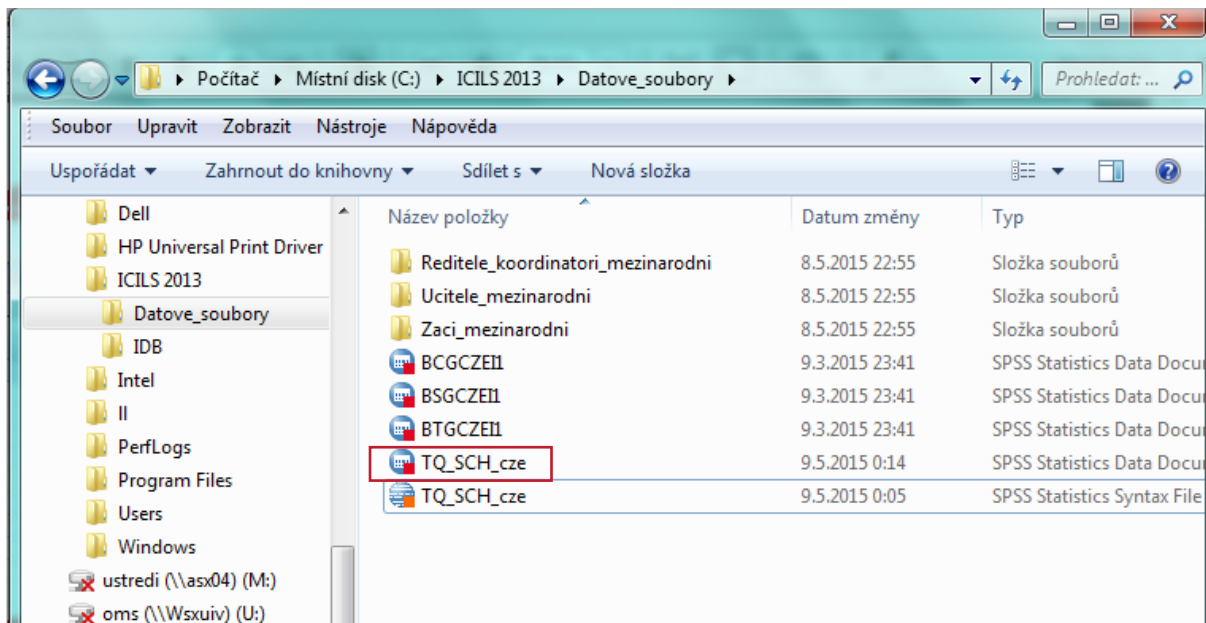 Počítač Místní disk (C:) ICILS 2013 Datove_soubory Prohledat: ...
Soubor Upravit Zobrazit Nástroje Nápověda
Uspořádat Zahrnout do knihovny Sdílet s Nová složka
Dell
HP Universal Print Driver
ICILS 2013
Datove_soubory
IDB
Intel
II
PerfLogs
Program Files
Users
Windows
ustredi (\\asx04) (M:)
oms (\\Wsxuiv) (U:)
Název položky Datum změny Typ
Reditele_koordinatori_mezinarodni 8.5.2015 22:55 Složka souborů
Ucitele_mezinarodni 8.5.2015 22:55 Složka souborů
Zaci_mezinarodni 8.5.2015 22:55 Složka souborů
BCGCZEI1 9.3.2015 23:41 SPSS Statistics Data Docu
BSGCZEI1 9.3.2015 23:41 SPSS Statistics Data Docu
BTGCZEI1 9.3.2015 23:41 SPSS Statistics Data Docu
TQ_SCH_cze 9.5.2015 0:14 SPSS Statistics Data Docu
TQ_SCH_cze 9.5.2015 0:05 SPSS Statistics Syntax File